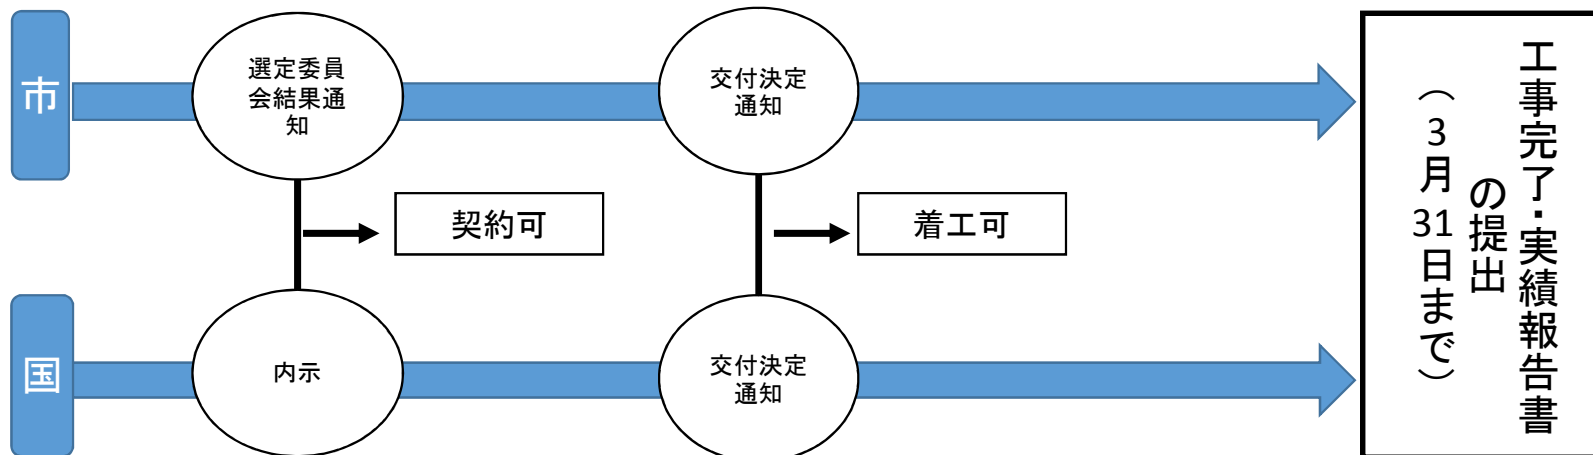 市
選定委員
会結果通
知
交付決定
通知
契約可
着工可
国
内示
交付決定
通知
工事完了・実績報告書
の提出
（3月31日まで）